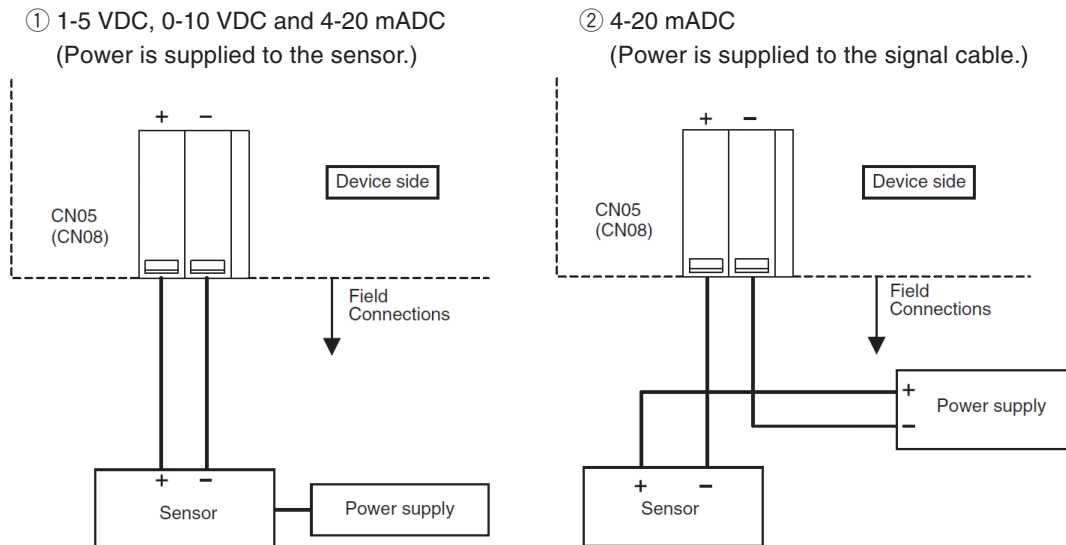 ① 1-5 VDC, 0-10 VDC and 4-20 mADC
(Power is supplied to the sensor.)
+ −
Device side
CN05
(CN08)
Field
Connections
+ −
Sensor
Power supply
② 4-20 mADC
(Power is supplied to the signal cable.)
+ −
Device side
CN05
(CN08)
Field
Connections
+
Power supply
−
+ −
Sensor